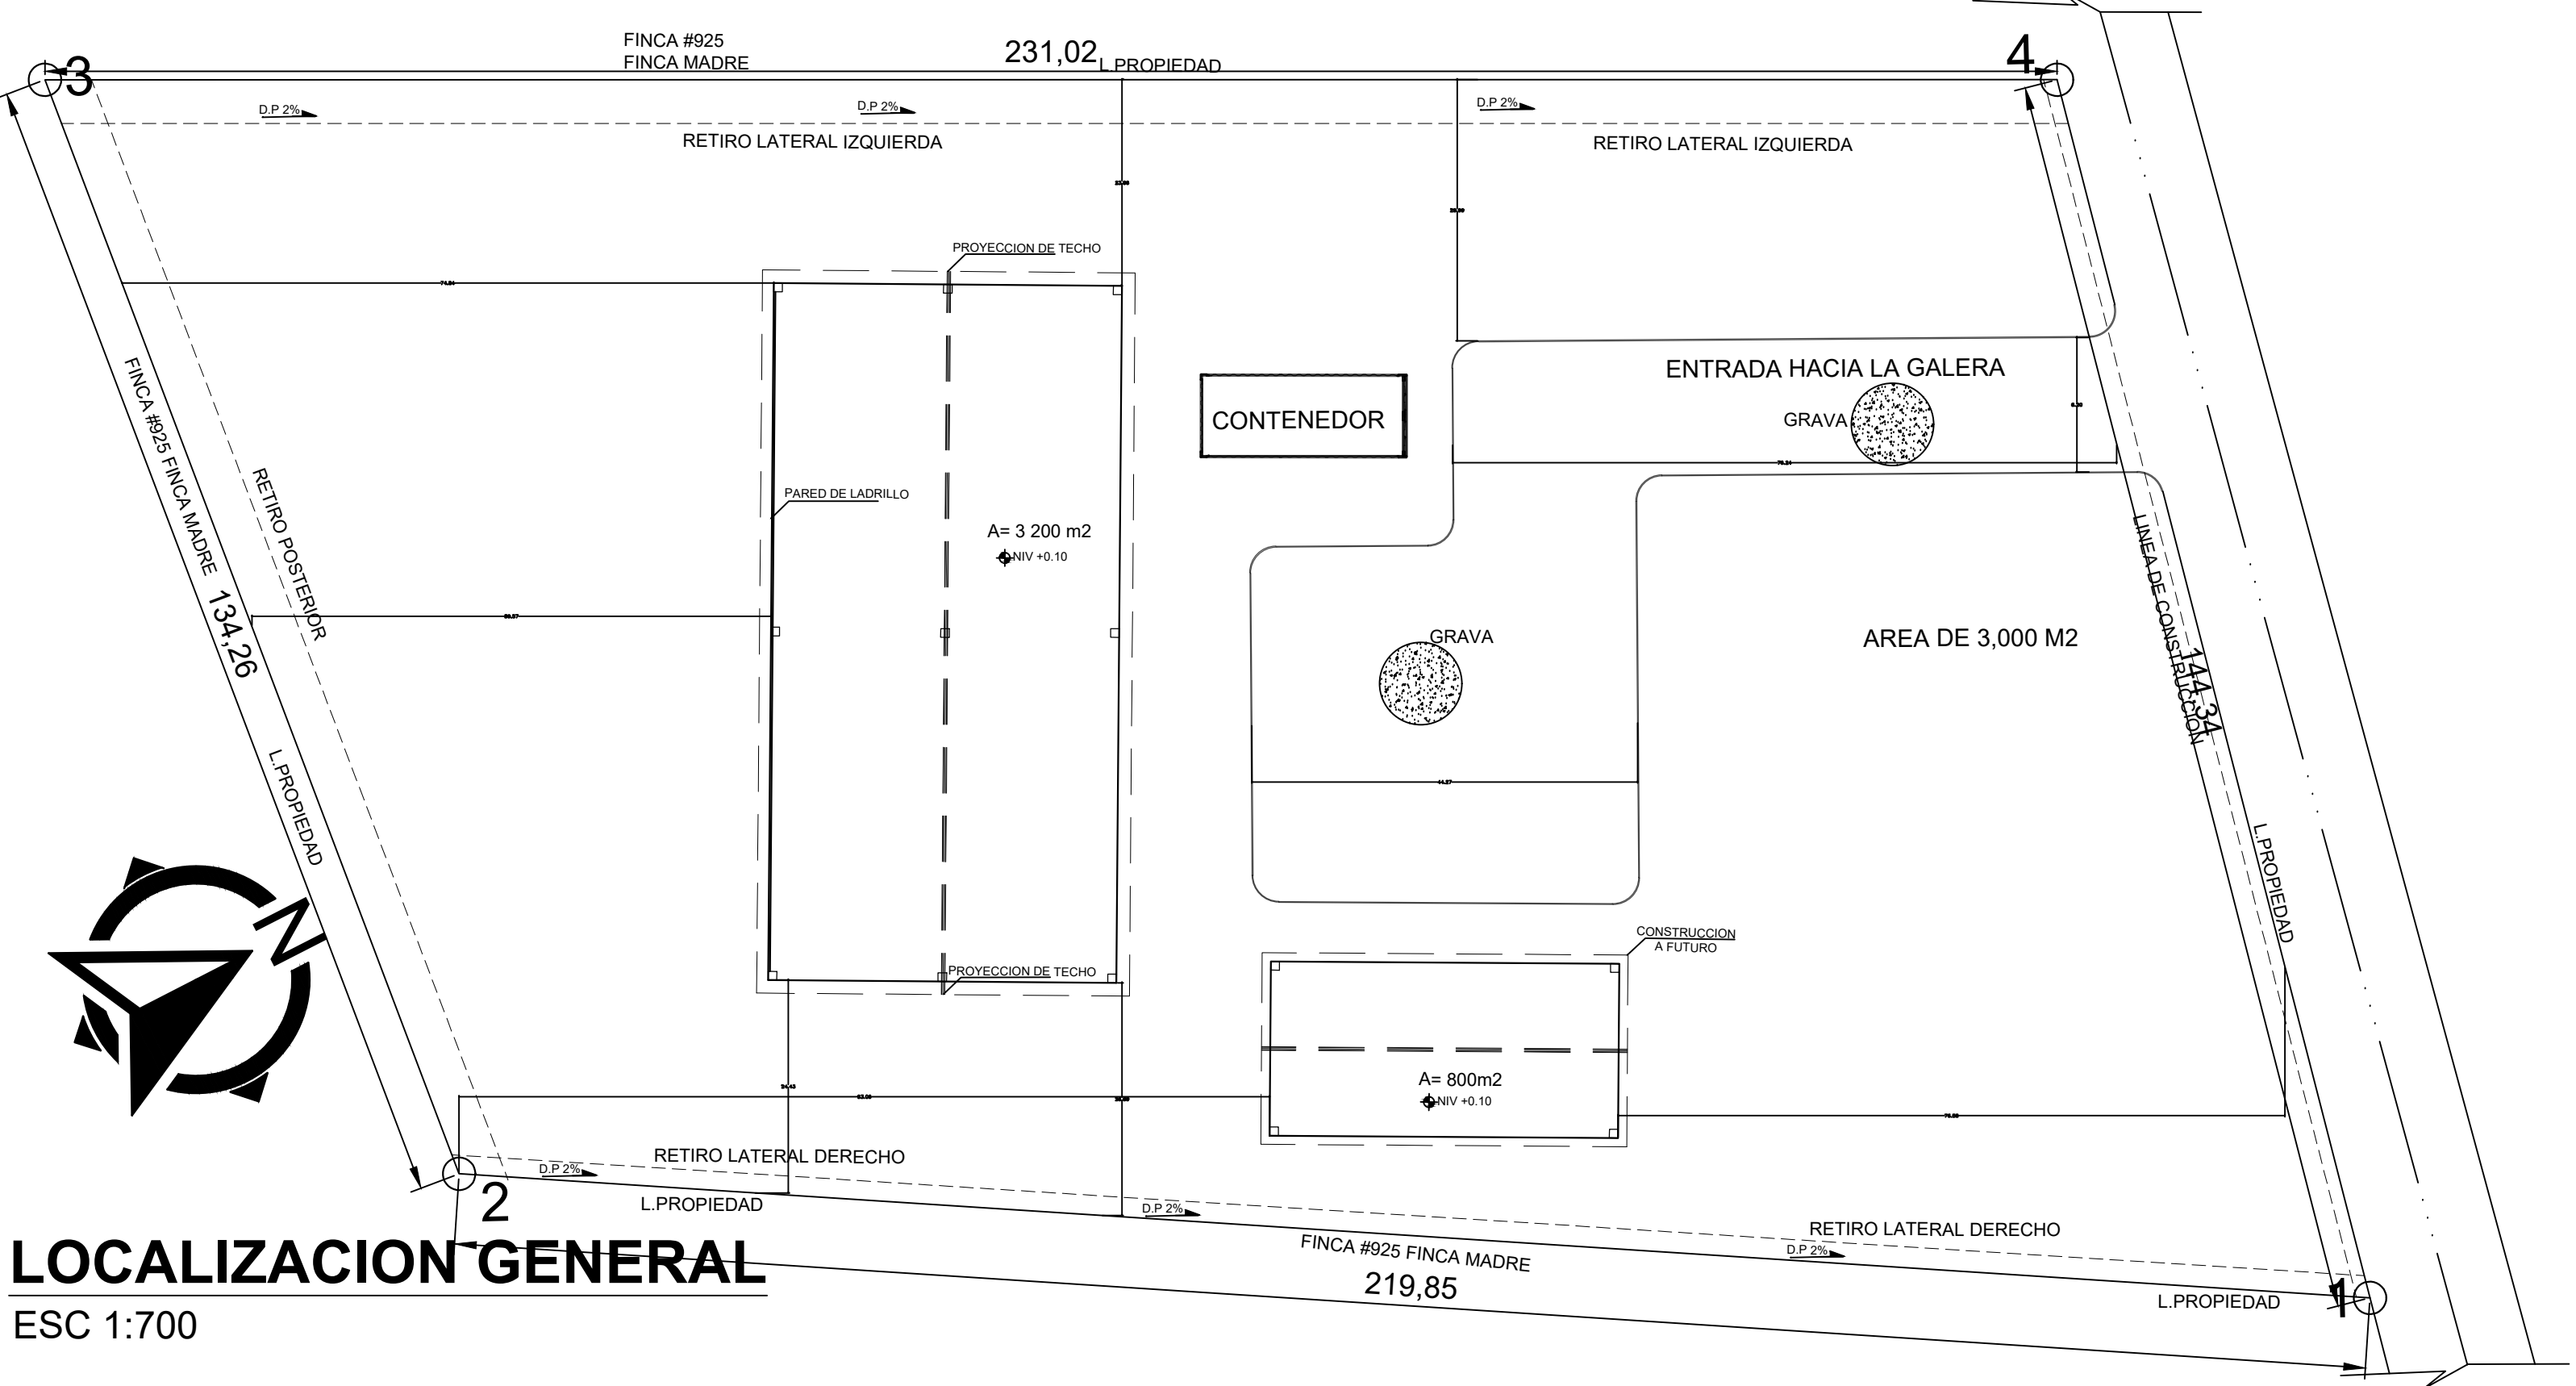 FINCA #925
FINCA MADRE
231,02
L.PROPIEDAD
3
4
D.P 2%
D.P 2%
D.P 2%
RETIRO LATERAL IZQUIERDA
RETIRO LATERAL IZQUIERDA
PROYECCION DE TECHO
FINCA #925 FINCA MADRE
134,26
L.PROPIEDAD
RETIRO POSTERIOR
PARED DE LADRILLO
A= 3 200 m2
NIV +0.10
CONTENEDOR
ENTRADA HACIA LA GALERA
GRAVA
GRAVA
AREA DE 3,000 M2
LINEA DE CONSTRUCCION
144,34
L.PROPIEDAD
N
PROYECCION DE TECHO
CONSTRUCCION
A FUTURO
A= 800m2
NIV +0.10
RETIRO LATERAL DERECHO
D.P 2%
2
L.PROPIEDAD
D.P 2%
RETIRO LATERAL DERECHO
D.P 2%
FINCA #925 FINCA MADRE
219,85
L.PROPIEDAD
1
LOCALIZACION GENERAL
ESC 1:700